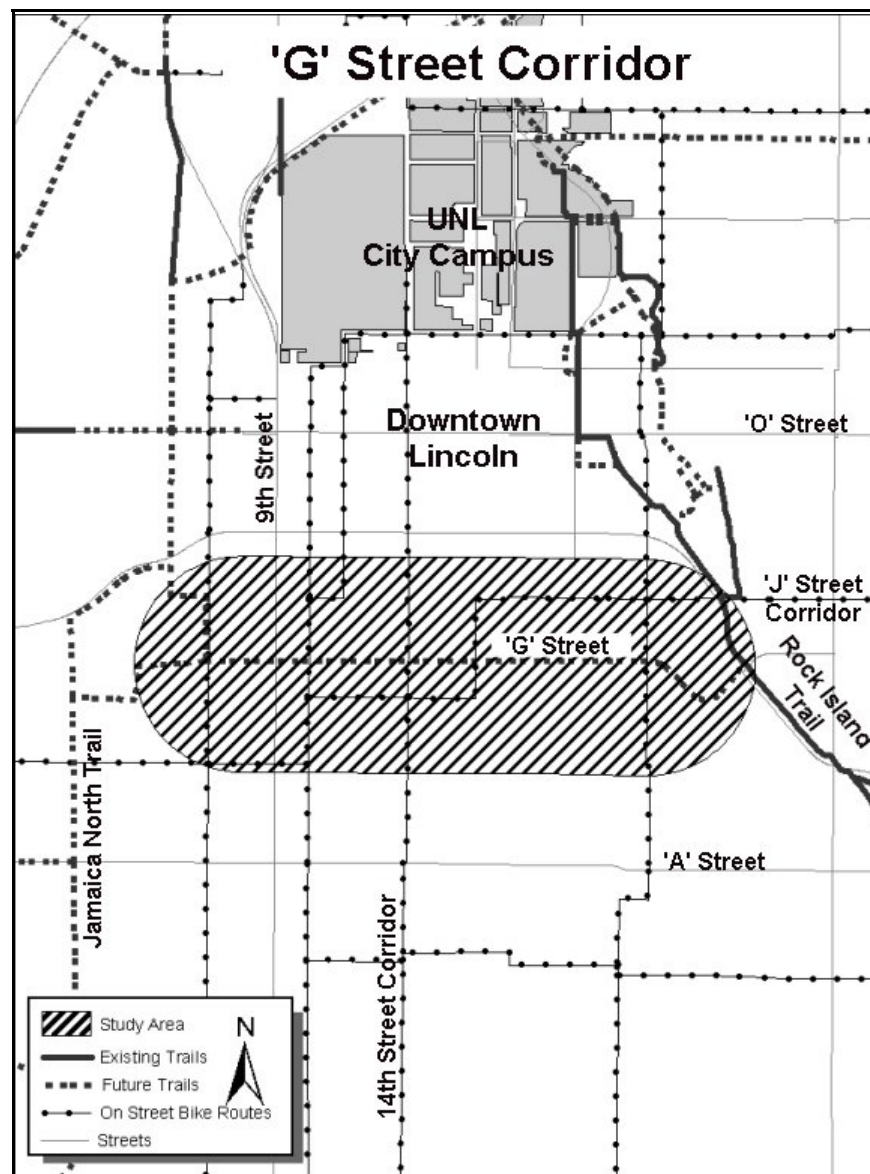 'G' Street Corridor
UNL
City Campus
Downtown
Lincoln
'O' Street
9th Street
'J' Street
Corridor
'G' Street
Rock Island
Trail
Jamaica North Trail
'A' Street
14th Street Corridor
Study Area
N
Existing Trails
Future Trails
On Street Bike Routes
Streets